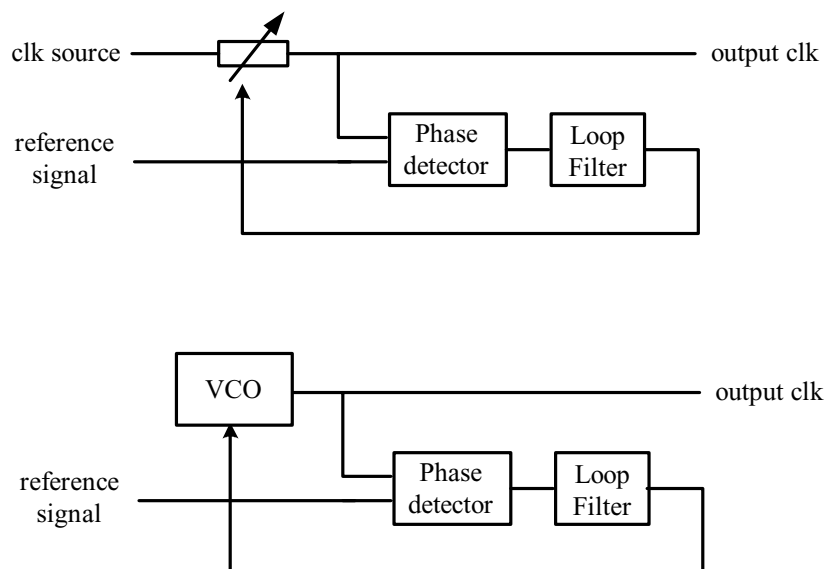 clk source
output clk
reference
signal
Phase
detector
Loop
Filter
VCO
output clk
reference
signal
Phase
detector
Loop
Filter